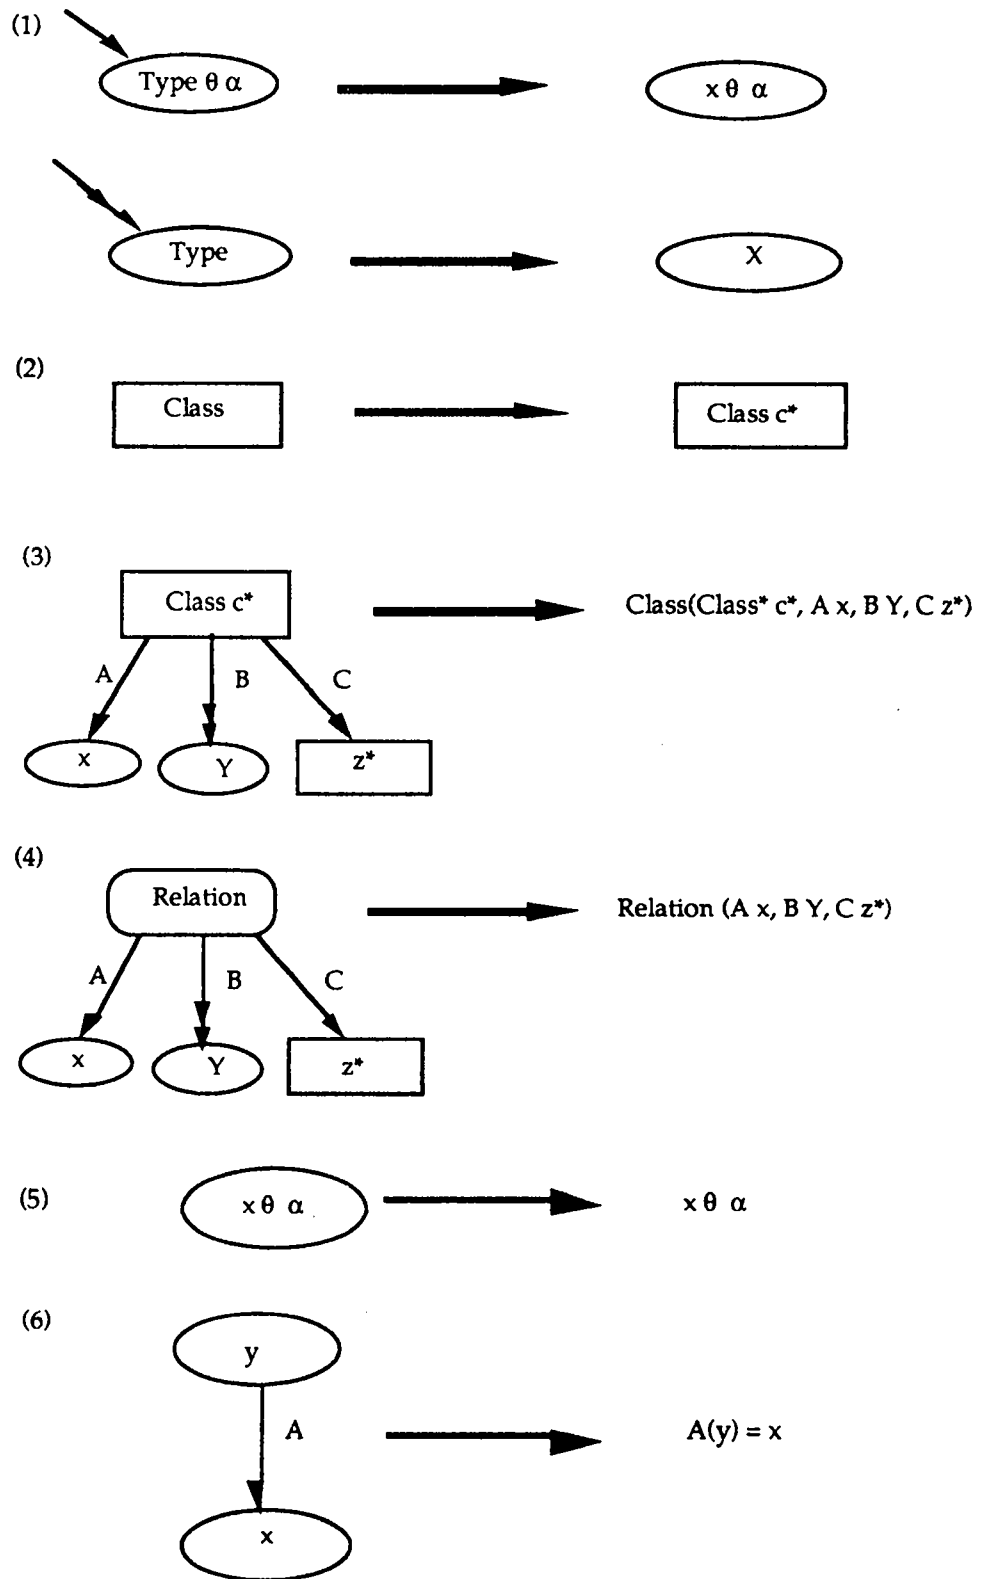 (1)
Type θ α
x θ α
Type
X
(2)
Class
Class c*
(3)
Class c*
Class(Class* c*, A x, B Y, C z*)
A
B
C
x
Y
z*
(4)
Relation
Relation (A x, B Y, C z*)
A
B
C
x
Y
z*
(5)
x θ α
x θ α
(6)
y
A
A(y) = x
x